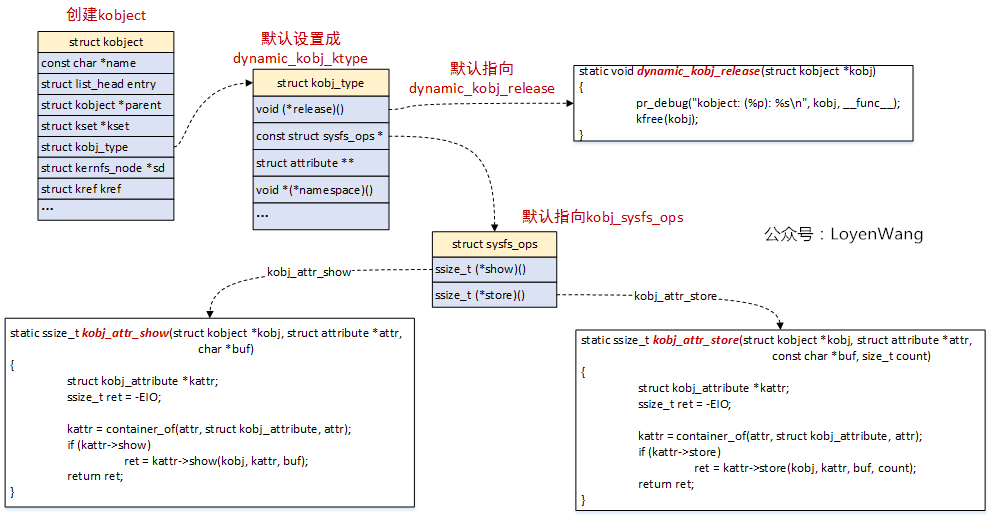 创建kobject
struct kobject
const char *name
struct list_head entry
struct kobject *parent
struct kset *kset
struct kobj_type
struct kernfs_node *sd
struct kref kref
...
默认设置成
dynamic_kobj_ktype
struct kobj_type
void (*release)()
const struct sysfs_ops *
struct attribute **
void *(*namespace)()
...
默认指向
dynamic_kobj_release
static void dynamic_kobj_release(struct kobject *kobj)
{
pr_debug("kobject: (%p): %s\n", kobj, __func__);
kfree(kobj);
}
默认指向kobj_sysfs_ops
struct sysfs_ops
ssize_t (*show)()
ssize_t (*store)()
公众号：LoyenWang
kobj_attr_show
kobj_attr_store
static ssize_t kobj_attr_show(struct kobject *kobj, struct attribute *attr,
char *buf)
{
struct kobj_attribute *kattr;
ssize_t ret = -EIO;
kattr = container_of(attr, struct kobj_attribute, attr);
if (kattr->show)
ret = kattr->show(kobj, kattr, buf);
return ret;
}
static ssize_t kobj_attr_store(struct kobject *kobj, struct attribute *attr,
const char *buf, size_t count)
{
struct kobj_attribute *kattr;
ssize_t ret = -EIO;
kattr = container_of(attr, struct kobj_attribute, attr);
if (kattr->store)
ret = kattr->store(kobj, kattr, buf, count);
return ret;
}